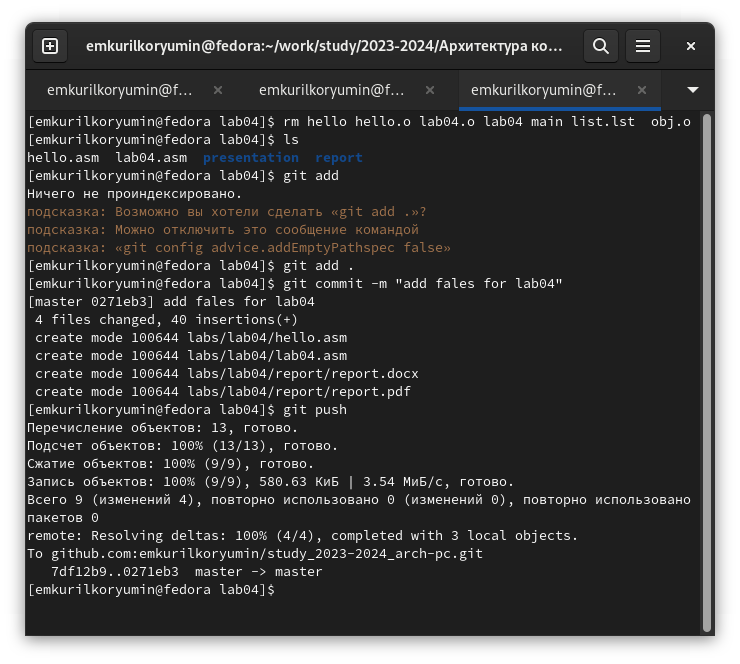 emkurilkoryumin@fedora:~/work/study/2023-2024/Архитектура ко...
emkurilkoryumin@f... emkurilkoryumin@f... emkurilkoryumin@f...
[emkurilkoryumin@fedora lab04]$ rm hello hello.o lab04.o lab04 main list.lst  obj.o
[emkurilkoryumin@fedora lab04]$ ls
hello.asm  lab04.asm  presentation  report
[emkurilkoryumin@fedora lab04]$ git add
Ничего не проиндексировано.
подсказка: Возможно вы хотели сделать «git add .»?
подсказка: Можно отключить это сообщение командой
подсказка: «git config advice.addEmptyPathspec false»
[emkurilkoryumin@fedora lab04]$ git add .
[emkurilkoryumin@fedora lab04]$ git commit -m "add fales for lab04"
[master 0271eb3] add fales for lab04
 4 files changed, 40 insertions(+)
 create mode 100644 labs/lab04/hello.asm
 create mode 100644 labs/lab04/lab04.asm
 create mode 100644 labs/lab04/report/report.docx
 create mode 100644 labs/lab04/report/report.pdf
[emkurilkoryumin@fedora lab04]$ git push
Перечисление объектов: 13, готово.
Подсчет объектов: 100% (13/13), готово.
Сжатие объектов: 100% (9/9), готово.
Запись объектов: 100% (9/9), 580.63 КиБ | 3.54 МиБ/с, готово.
Всего 9 (изменений 4), повторно использовано 0 (изменений 0), повторно использовано
пакетов 0
remote: Resolving deltas: 100% (4/4), completed with 3 local objects.
To github.com:emkurilkoryumin/study_2023-2024_arch-pc.git
   7df12b9..0271eb3  master -> master
[emkurilkoryumin@fedora lab04]$